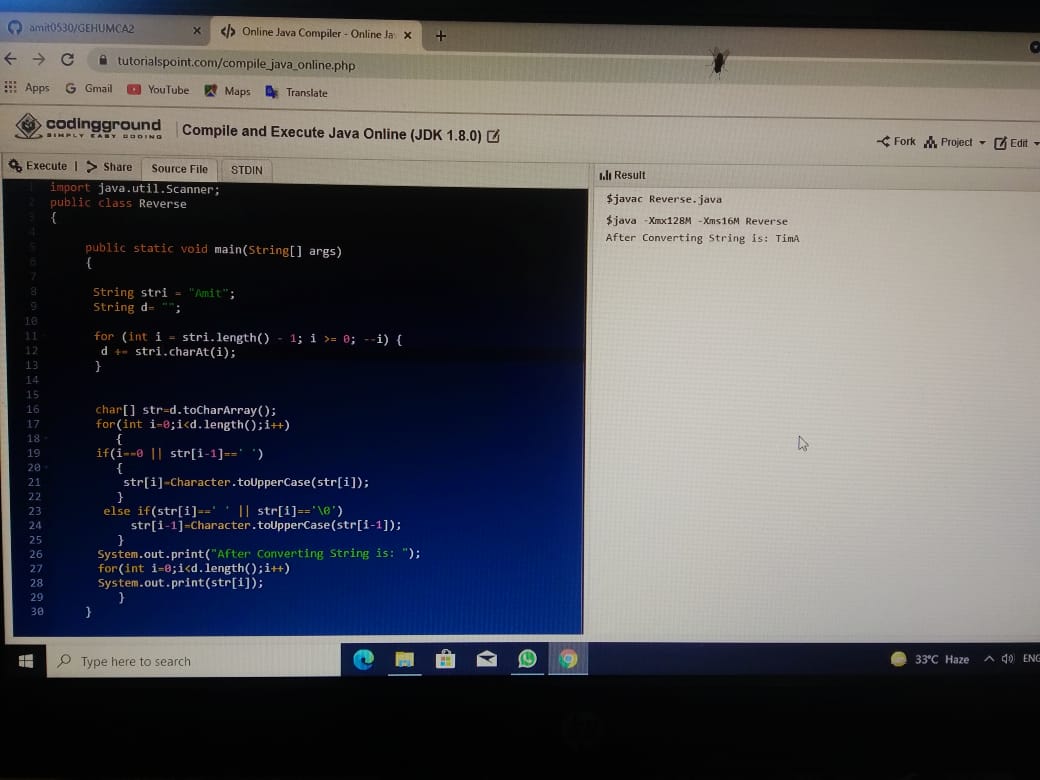 amit0530/GEHUMCA2
Online Java Compiler - Online Ja
tutorialspoint.com/compile_java_online.php
Apps Gmail YouTube Maps Translate
codingground
SIMPLY EASY CODING
Compile and Execute Java Online (JDK 1.8.0)
Fork Project Edit
Execute | Share Source File STDIN
Result
1 import java.util.Scanner;
2 public class Reverse
3 {
4
5 public static void main(String[] args)
6 {
7
8 String stri = "Amit";
9 String d= "";
10
11 for (int i = stri.length() - 1; i >= 0; --i) {
12 d += stri.charAt(i);
13 }
14
15
16 char[] str=d.toCharArray();
17 for(int i=0;i<d.length();i++)
18 {
19 if(i==0 || str[i-1]==' ')
20 {
21 str[i]=Character.toUpperCase(str[i]);
22 }
23 else if(str[i]==' ' || str[i]=='\0')
24 str[i-1]=Character.toUpperCase(str[i-1]);
25 }
26 System.out.print("After Converting String is: ");
27 for(int i=0;i<d.length();i++)
28 System.out.print(str[i]);
29 }
30 }
$javac Reverse.java
$java -Xmx128M -Xms16M Reverse
After Converting String is: TimA
Type here to search
33°C Haze
ENG